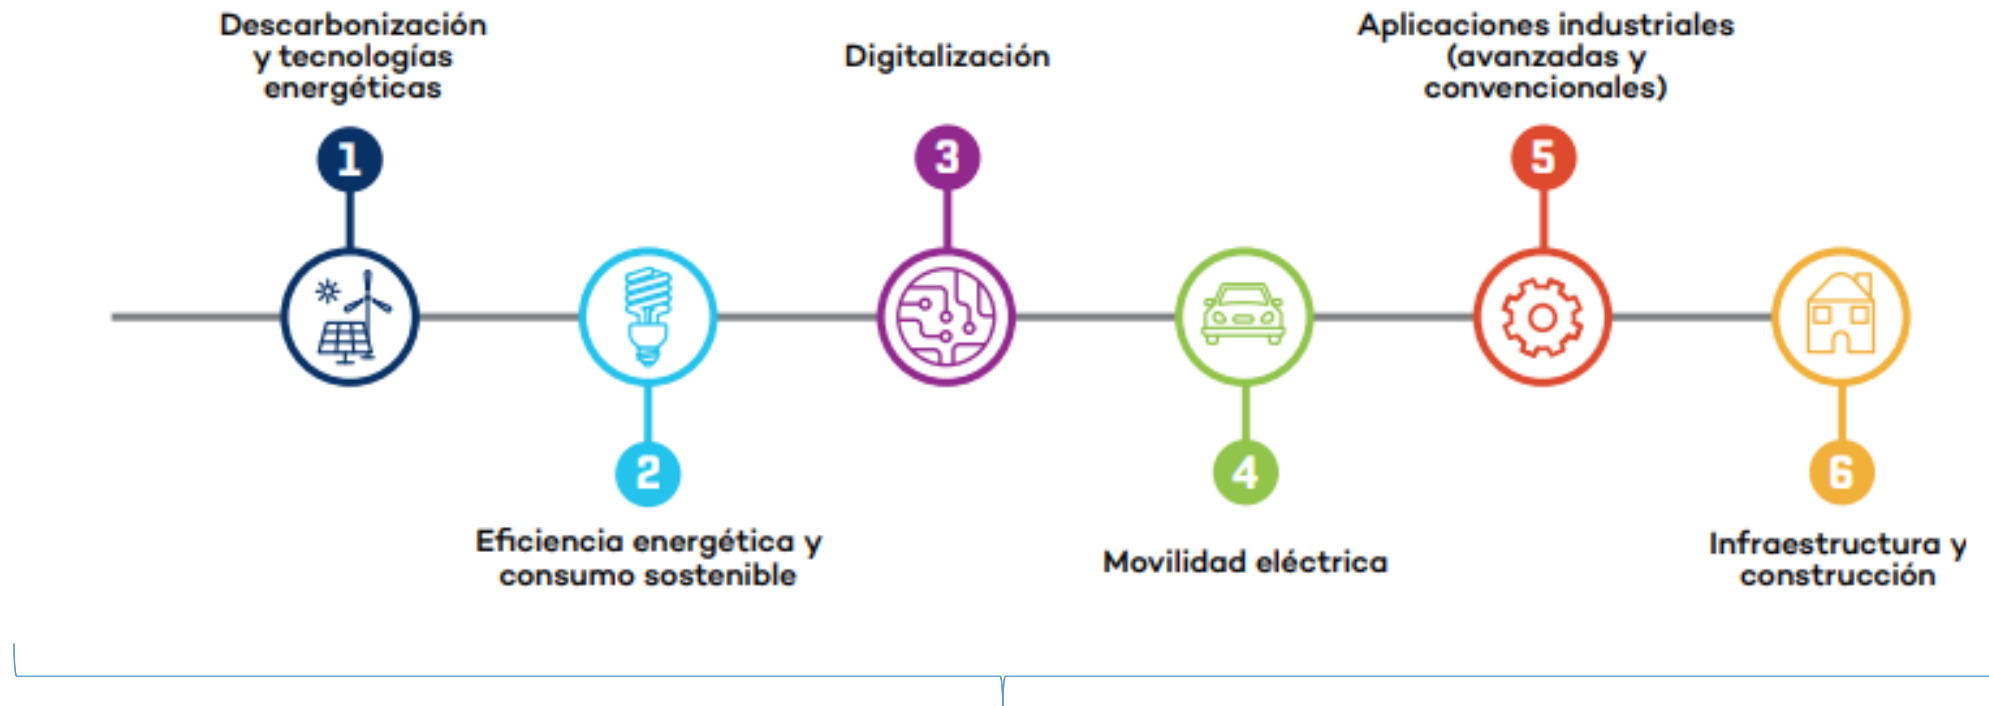 Descarbonización
y tecnologías
energéticas
1
2
Eficiencia energética y
consumo sostenible
Digitalización
3
4
Movilidad eléctrica
Aplicaciones industriales
(avanzadas y
convencionales)
5
6
Infraestructura y
construcción